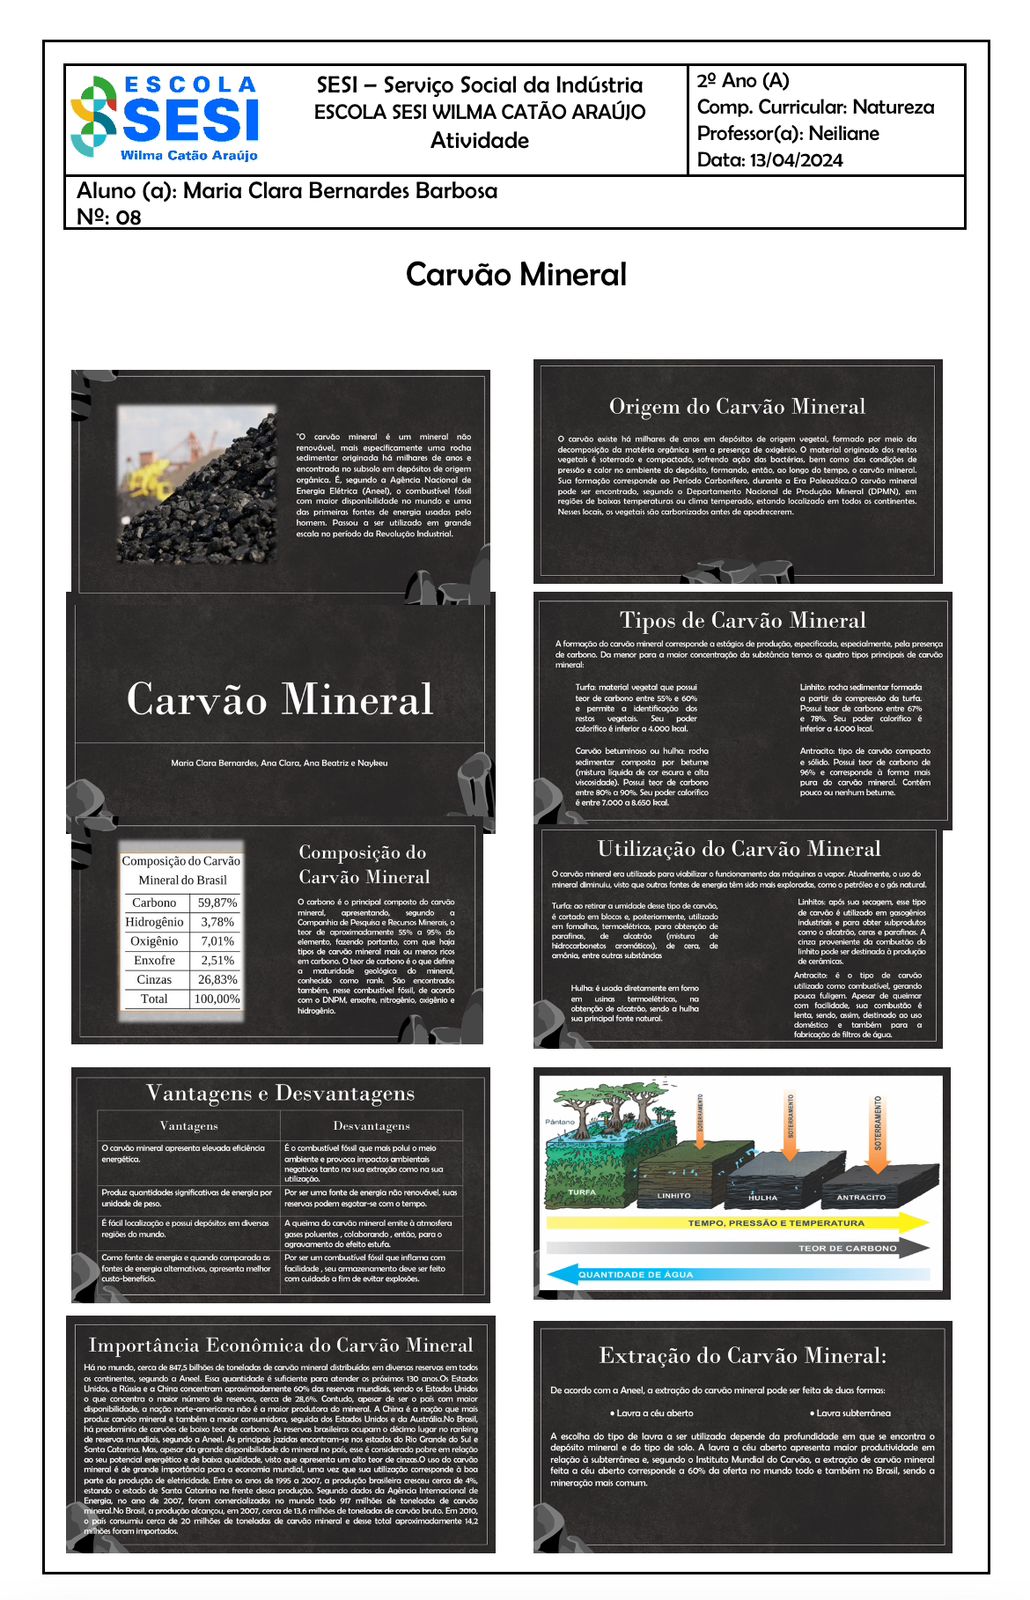 ESCOLA
SESI
Wilma Catão Araújo
SESI – Serviço Social da Indústria
ESCOLA SESI WILMA CATÃO ARAÚJO
Atividade
2º Ano (A)
Comp. Curricular: Natureza
Professor(a): Neiliane
Data: 13/04/2024
Aluno (a): Maria Clara Bernardes Barbosa
Nº: 08
Carvão Mineral
"O carvão mineral é um mineral não
renovável, mais especificamente uma rocha
sedimentar originada há milhares de anos e
encontrada no subsolo em depósitos de origem
orgânica. É, segundo a Agência Nacional de
Energia Elétrica (Aneel), o combustível fóssil
com maior disponibilidade no mundo e uma
das primeiras fontes de energia usadas pelo
homem. Passou a ser utilizado em grande
escala no período da Revolução Industrial.
Origem do Carvão Mineral
O carvão existe há milhares de anos em depósitos de origem vegetal, formado por meio da
decomposição da matéria orgânica sem a presença de oxigênio. O material originado dos restos
vegetais é soterrado e compactado, sofrendo ação das bactérias, bem como das condições de
pressão e calor no ambiente do depósito, formando, então, ao longo do tempo, o carvão mineral.
Sua formação corresponde ao Período Carbonífero, durante a Era Paleozóica.O carvão mineral
pode ser encontrado, segundo o Departamento Nacional de Produção Mineral (DPMN), em
regiões de baixas temperaturas ou clima temperado, estando localizado em todos os continentes.
Nesses locais, os vegetais são carbonizados antes de apodrecerem.
Carvão Mineral
Maria Clara Bernardes, Ana Clara, Ana Beatriz e Naykeu
Tipos de Carvão Mineral
A formação do carvão mineral corresponde a estágios de produção, especificada, especialmente, pela presença
de carbono. Da menor para a maior concentração da substância temos os quatro tipos principais de carvão
mineral:
Turfa: material vegetal que possui
teor de carbono entre 55% e 60%
e permite a identificação dos
restos vegetais. Seu poder
calorífico é inferior a 4.000 kcal.
Linhito: rocha sedimentar formada
a partir da compressão da turfa.
Possui teor de carbono entre 67%
e 78%. Seu poder calorífico é
inferior a 4.000 kcal.
Carvão betuminoso ou hulha: rocha
sedimentar composta por betume
(mistura líquida de cor escura e alta
viscosidade). Possui teor de carbono
entre 80% a 90%. Seu poder calorífico
é entre 7.000 a 8.650 kcal.
Antracito: tipo de carvão compacto
e sólido. Possui teor de carbono de
96% e corresponde à forma mais
pura do carvão mineral. Contém
pouco ou nenhum betume.
Composição do Carvão
Mineral do Brasil
Carbono 59,87%
Hidrogênio 3,78%
Oxigênio 7,01%
Enxofre 2,51%
Cinzas 26,83%
Total 100,00%
Composição do
Carvão Mineral
O carbono é o principal composto do carvão
mineral, apresentando, segundo a
Companhia de Pesquisa e Recursos Minerais, o
teor de aproximadamente 55% a 95% do
elemento, fazendo portanto, com que haja
tipos de carvão mineral mais ou menos ricos
em carbono. O teor de carbono é o que define
a maturidade geológica do mineral,
conhecido como rank. São encontrados
também, nesse combustível fóssil, de acordo
com o DNPM, enxofre, nitrogênio, oxigênio e
hidrogênio.
Utilização do Carvão Mineral
O carvão mineral era utilizado para viabilizar o funcionamento das máquinas a vapor. Atualmente, o uso do
mineral diminuiu, visto que outras fontes de energia têm sido mais exploradas, como o petróleo e o gás natural.
Turfa: ao retirar a umidade desse tipo de carvão,
é cortado em blocos e, posteriormente, utilizado
em fornalhas, termoelétricas, para obtenção de
parafinas, de alcatrão (mistura de
hidrocarbonetos aromáticos), de cera, de
amônia, entre outras substâncias
Linhitos: após sua secagem, esse tipo
de carvão é utilizado em gasogênios
industriais e para obter subprodutos
como o alcatrão, ceras e parafinas. A
cinza proveniente da combustão do
linhito pode ser destinada à produção
de cerâmicas.
Hulha: é usada diretamente em forno
em usinas termoelétricas, na
obtenção de alcatrão, sendo a hulha
sua principal fonte natural.
Antracito: é o tipo de carvão
utilizado como combustível, gerando
pouca fuligem. Apesar de queimar
com facilidade, sua combustão é
lenta, sendo, assim, destinado ao uso
doméstico e também para a
fabricação de filtros de água.
Vantagens e Desvantagens
Vantagens Desvantagens
O carvão mineral apresenta elevada eficiência
energética.
É o combustível fóssil que mais polui o meio
ambiente e provoca impactos ambientais
negativos tanto na sua extração como na sua
utilização.
Produz quantidades significativas de energia por
unidade de peso.
Por ser uma fonte de energia não renovável, suas
reservas podem esgotar-se com o tempo.
É fácil localização e possui depósitos em diversas
regiões do mundo.
A queima do carvão mineral emite à atmosfera
gases poluentes , colaborando , então, para o
agravamento do efeito estufa.
Como fonte de energia e quando comparada as
fontes de energia alternativas, apresenta melhor
custo-benefício.
Por ser um combustível fóssil que inflama com
facilidade , seu armazenamento deve ser feito
com cuidado a fim de evitar explosões.
Pântano
SOTERRAMENTO
SOTERRAMENTO
SOTERRAMENTO
TURFA
LINHITO
HULHA
ANTRACITO
TEMPO, PRESSÃO E TEMPERATURA
TEOR DE CARBONO
QUANTIDADE DE ÁGUA
Importância Econômica do Carvão Mineral
Há no mundo, cerca de 847,5 bilhões de toneladas de carvão mineral distribuídos em diversas reservas em todos
os continentes, segundo a Aneel. Essa quantidade é suficiente para atender os próximos 130 anos.Os Estados
Unidos, a Rússia e a China concentram aproximadamente 60% das reservas mundiais, sendo os Estados Unidos
o que concentra o maior número de reservas, cerca de 28,6%. Contudo, apesar de ser o país com maior
disponibilidade, a nação norte-americana não é a maior produtora do mineral. A China é a nação que mais
produz carvão mineral e também a maior consumidora, seguida dos Estados Unidos e da Austrália.No Brasil,
há predomínio de carvões de baixo teor de carbono. As reservas brasileiras ocupam o décimo lugar no ranking
de reservas mundiais, segundo a Aneel. As principais jazidas encontram-se nos estados do Rio Grande do Sul e
Santa Catarina. Mas, apesar da grande disponibilidade do mineral no país, esse é considerado pobre em relação
ao seu potencial energético e de baixa qualidade, visto que apresenta um alto teor de cinzas.O uso do carvão
mineral é de grande importância para a economia mundial, uma vez que sua utilização corresponde à boa
parte da produção de eletricidade. Entre os anos de 1995 a 2007, a produção brasileira cresceu cerca de 4%,
estando o estado de Santa Catarina na frente dessa produção. Segundo dados da Agência Internacional de
Energia, no ano de 2007, foram comercializados no mundo todo 917 milhões de toneladas de carvão
mineral.No Brasil, a produção alcançou, em 2007, cerca de 13,6 milhões de toneladas de carvão bruto. Em 2010,
o país consumiu cerca de 20 milhões de toneladas de carvão mineral e desse total aproximadamente 14,2
milhões foram importados.
Extração do Carvão Mineral:
De acordo com a Aneel, a extração do carvão mineral pode ser feita de duas formas:
• Lavra a céu aberto
• Lavra subterrânea
A escolha do tipo de lavra a ser utilizada depende da profundidade em que se encontra o
depósito mineral e do tipo de solo. A lavra a céu aberto apresenta maior produtividade em
relação à subterrânea e, segundo o Instituto Mundial do Carvão, a extração de carvão mineral
feita a céu aberto corresponde a 60% da oferta no mundo todo e também no Brasil, sendo a
mineração mais comum.